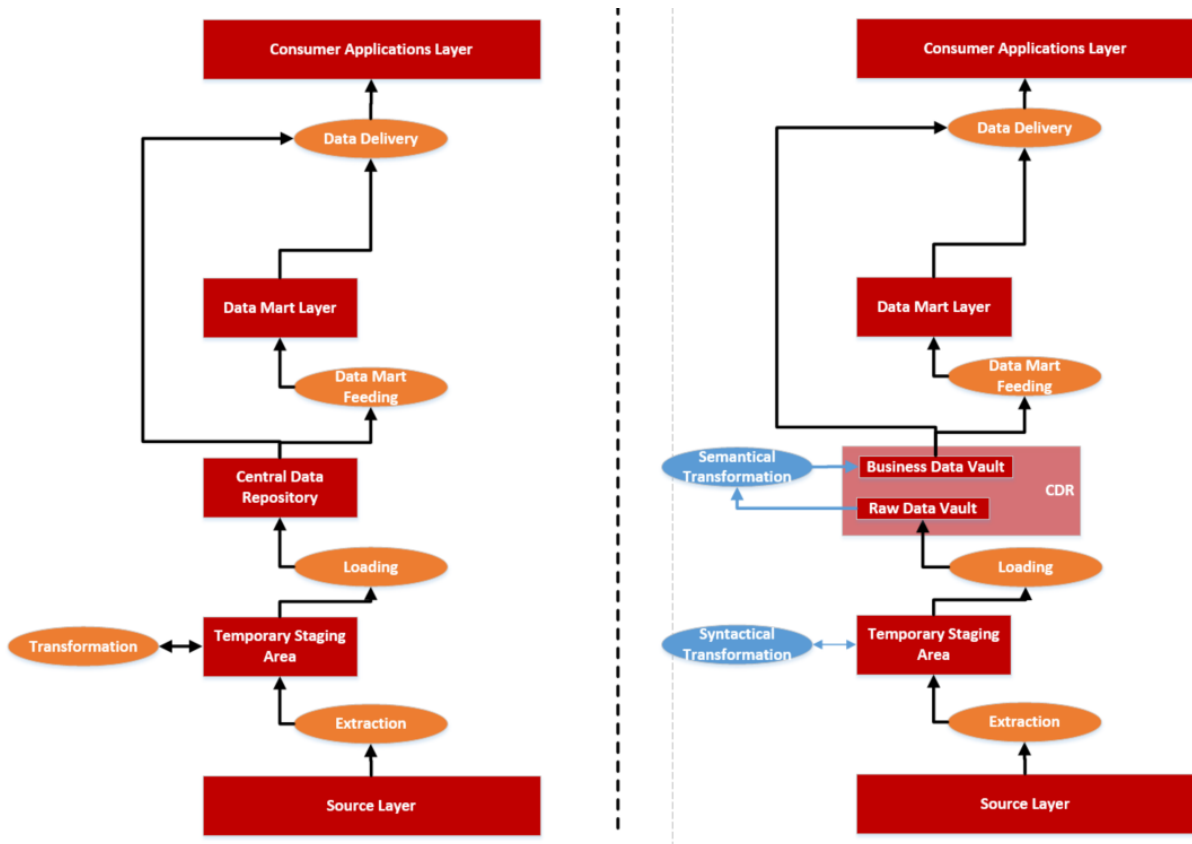 Consumer Applications Layer
Data Delivery
Data Mart Layer
Data Mart
Feeding
Central Data
Repository
Loading
Transformation
Temporary Staging
Area
Extraction
Source Layer
Consumer Applications Layer
Data Delivery
Data Mart Layer
Data Mart
Feeding
Semantical
Transformation
Business Data Vault
CDR
Raw Data Vault
Loading
Syntactical
Transformation
Temporary Staging
Area
Extraction
Source Layer